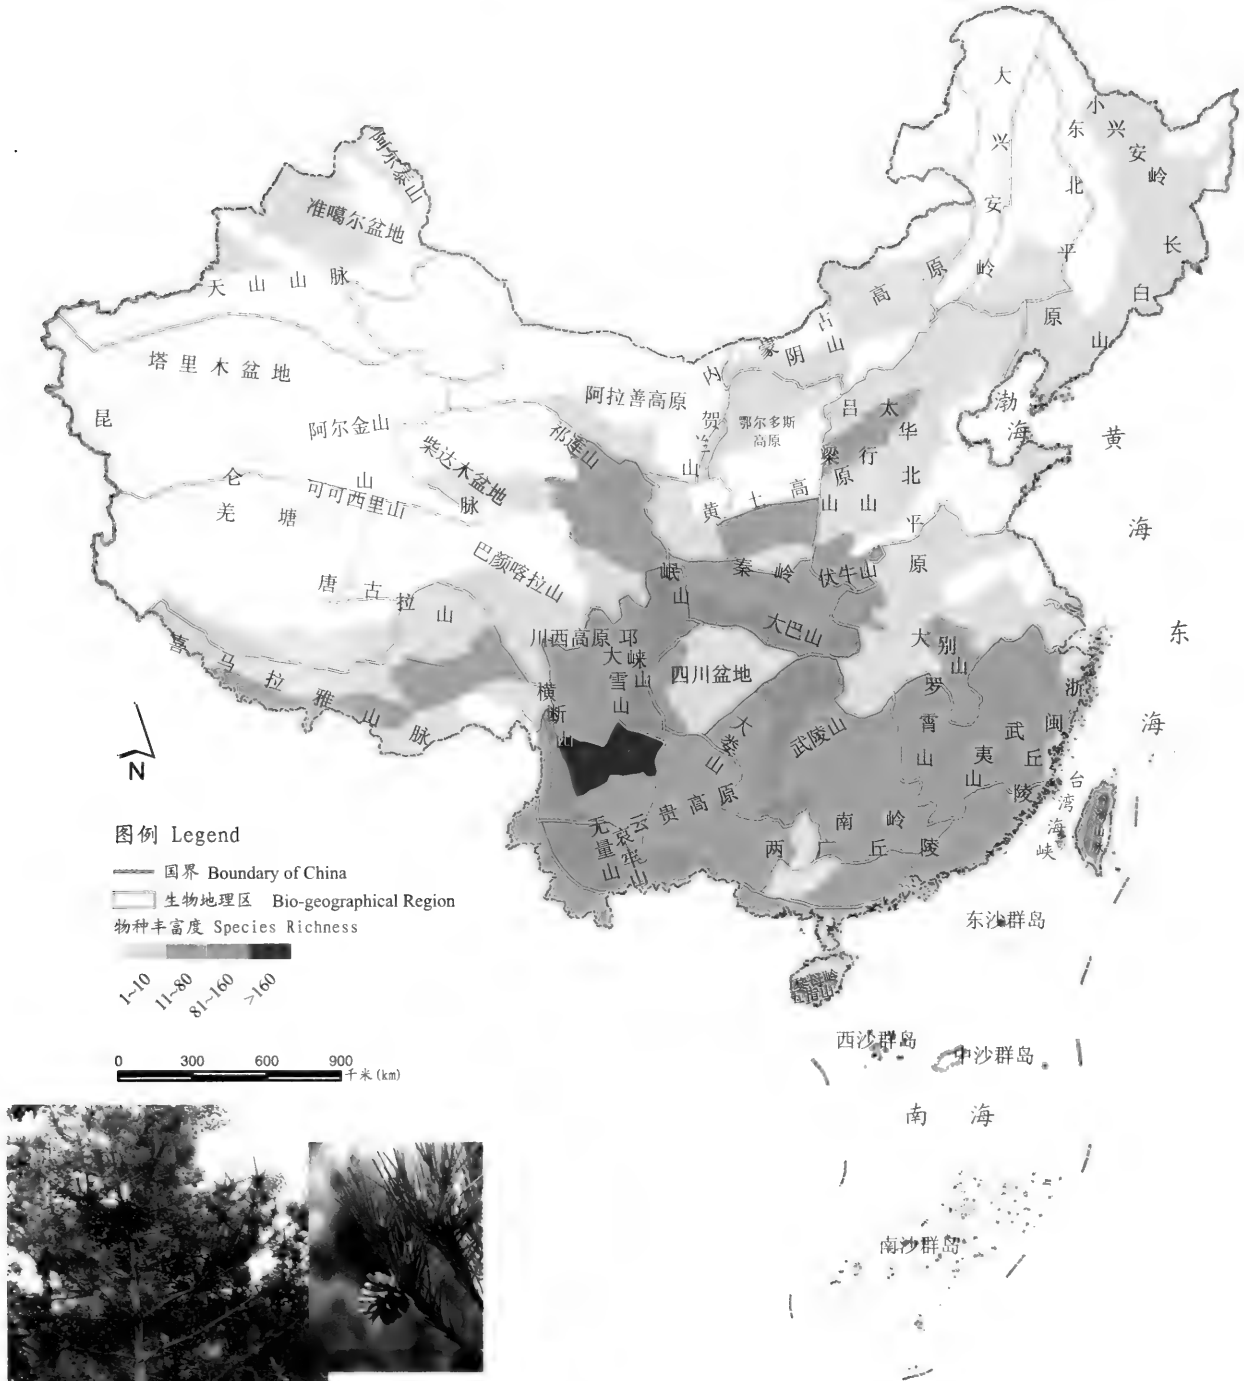 大兴安岭
小兴安岭
东北平原
长白山
阿尔泰山
准噶尔盆地
天山山脉
塔里木盆地
内蒙古高原
阴山
阿拉善高原
贺兰山
鄂尔多斯
高原
吕梁山
太行山
华北平原
渤海
黄海
昆仑山脉
阿尔金山
祁连山
柴达木盆地
可可西里山
羌塘
黄土高原
巴颜喀拉山
唐古拉山
岷山
秦岭
伏牛山
大巴山
川西高原
邛崃山
大雪山
四川盆地
大别山
东海
喜马拉雅山脉
横断山
罗霄山
浙闽丘陵
武夷山
大娄山
武陵山
云贵高原
无量山
哀牢山
南岭
两广丘陵
台湾海峡
N
图例 Legend
国界 Boundary of China
生物地理区 Bio-geographical Region
物种丰富度 Species Richness
1~10
11~80
81~160
>160
东沙群岛
黎母岭
五指山
西沙群岛
中沙群岛
0 300 600 900
千米(km)
南海
南沙群岛